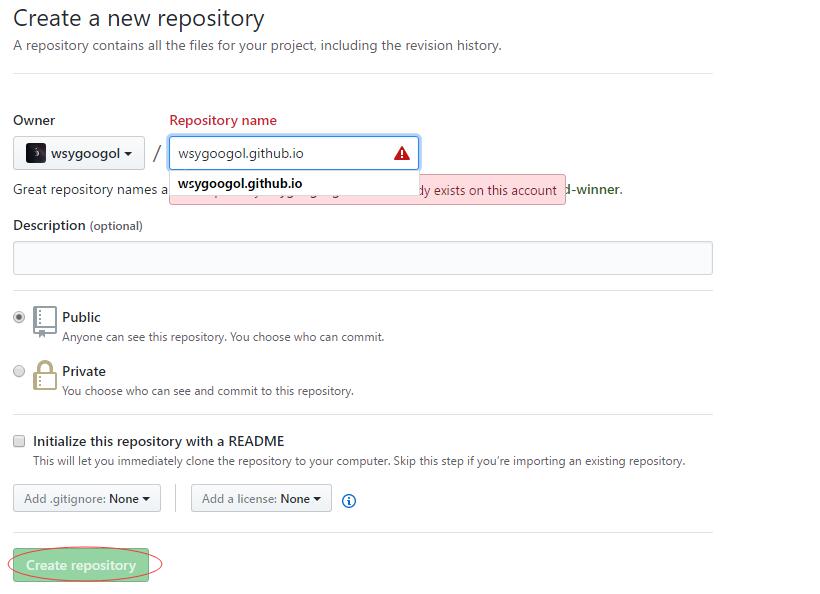 Create a new repository
A repository contains all the files for your project, including the revision history.
Owner
Repository name
wsygoogol
/
wsygoogol.github.io
wsygoogol.github.io
Great repository names a
dy exists on this account
d-winner.
Description (optional)
Public
Anyone can see this repository. You choose who can commit.
Private
You choose who can see and commit to this repository.
Initialize this repository with a README
This will let you immediately clone the repository to your computer. Skip this step if you’re importing an existing repository.
Add .gitignore: None
Add a license: None
Create repository